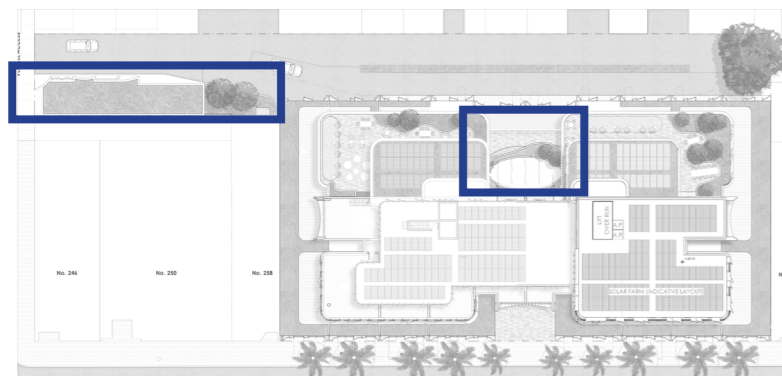 LIFT
OVER RUN
No. 246
No. 250
No. 258
SOLAR FARM (INDICATIVE LAYOUT)